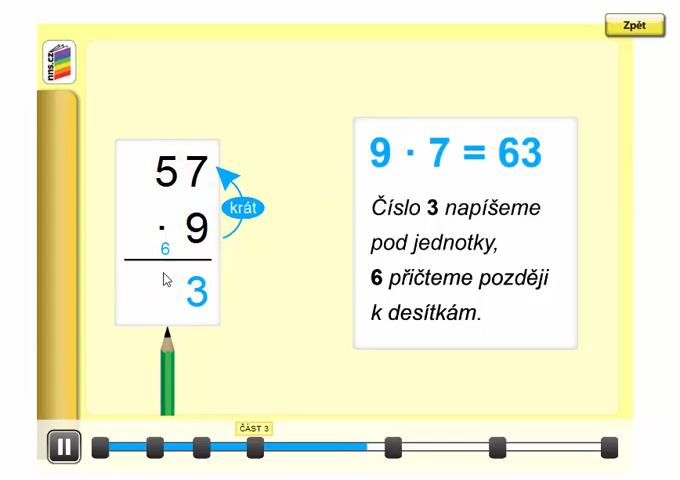 Zpět
nns.cz
57
krát
· 9
6
3
9 · 7 = 63
Číslo 3 napíšeme
pod jednotky,
6 přičteme později
k desítkám.
ČÁST 3